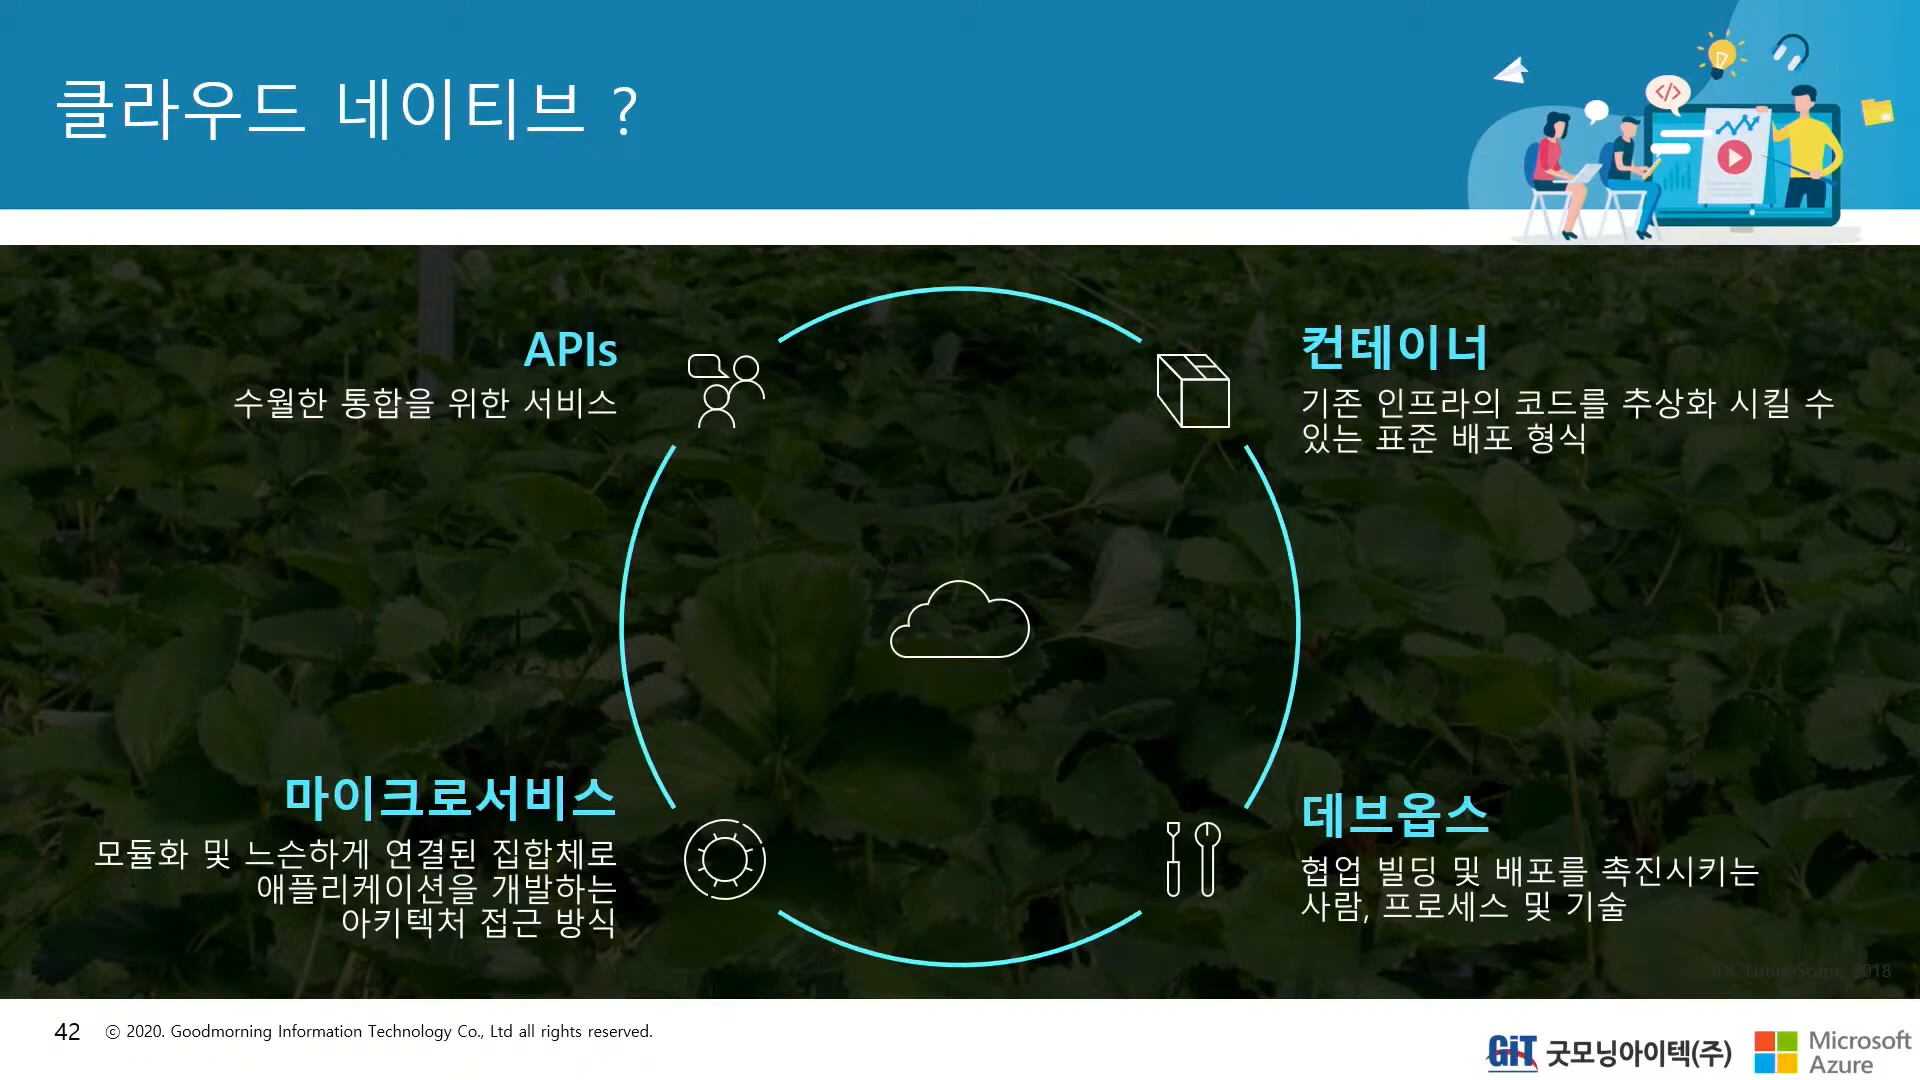 클라우드 네이티브 ?
</>
APIs
수월한 통합을 위한 서비스
컨테이너
기존 인프라의 코드를 추상화 시킬 수
있는 표준 배포 형식
마이크로서비스
모듈화 및 느슨하게 연결된 집합체로
애플리케이션을 개발하는
아키텍처 접근 방식
데브옵스
협업 빌딩 및 배포를 촉진시키는
사람, 프로세스 및 기술
2018
42
ⓒ 2020. Goodmorning Information Technology Co., Ltd all rights reserved.
GiT 굿모닝아이텍(주)
Microsoft
Azure